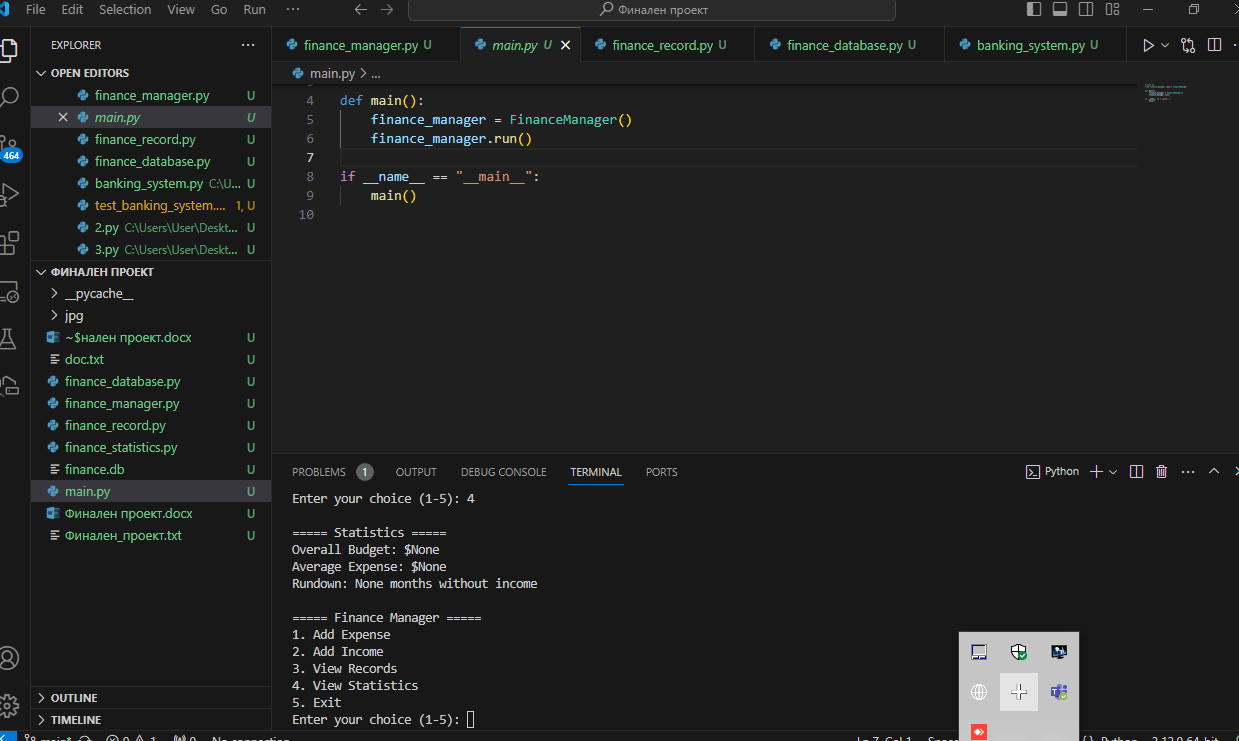 File Edit Selection View Go Run ···
Финален проект
EXPLORER ···
OPEN EDITORS
finance_manager.py U
main.py U
finance_record.py U
finance_database.py U
banking_system.py C:\U... U
test_banking_system.... 1, U
2.py C:\Users\User\Deskt... U
3.py C:\Users\User\Deskt... U
464
ФИНАЛЕН ПРОЕКТ
__pycache__
jpg
~$нален проект.docx U
doc.txt U
finance_database.py U
finance_manager.py U
finance_record.py U
finance_statistics.py U
finance.db U
main.py U
Финален проект.docx U
Финален_проект.txt U
OUTLINE
TIMELINE
finance_manager.py U main.py U finance_record.py U finance_database.py U banking_system.py U
main.py > ...
4 def main():
5 finance_manager = FinanceManager()
6 finance_manager.run()
7
8 if __name__ == "__main__":
9 main()
10
PROBLEMS 1 OUTPUT DEBUG CONSOLE TERMINAL PORTS
Python
Enter your choice (1-5): 4
===== Statistics =====
Overall Budget: $None
Average Expense: $None
Rundown: None months without income
===== Finance Manager =====
1. Add Expense
2. Add Income
3. View Records
4. View Statistics
5. Exit
Enter your choice (1-5):
main* 0 1 0 No connection Ln 7, Col 1 Python 3.12.0 64-bit